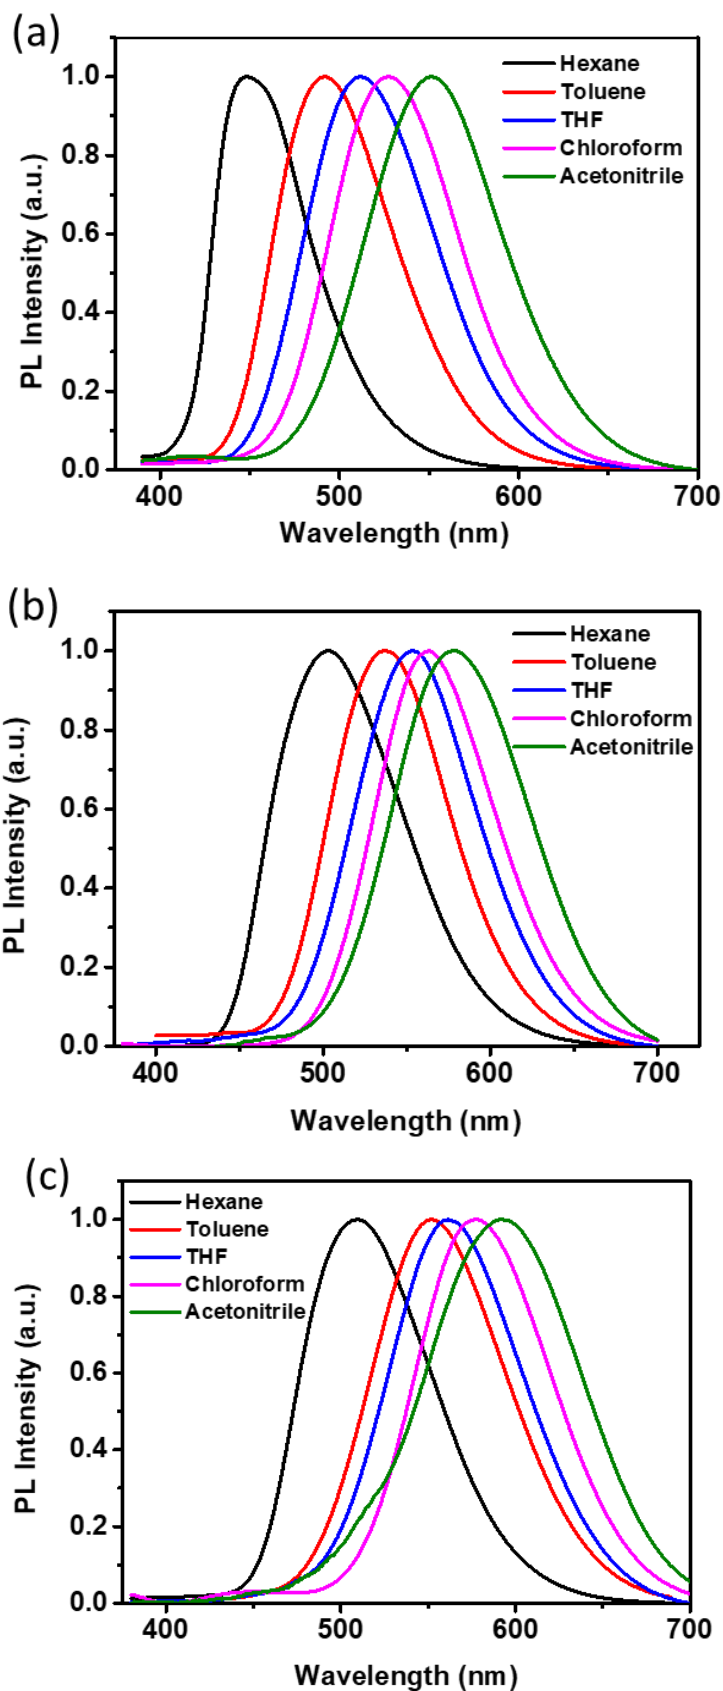 (a)
Hexane
Toluene
THF
Chloroform
Acetonitrile
PL Intensity (a.u.)
1.0
0.8
0.6
0.4
0.2
0.0
400 500 600 700
Wavelength (nm)
(b)
Hexane
Toluene
THF
Chloroform
Acetonitrile
PL Intensity (a.u.)
1.0
0.8
0.6
0.4
0.2
0.0
400 500 600 700
Wavelength (nm)
(c)
Hexane
Toluene
THF
Chloroform
Acetonitrile
PL Intensity (a.u.)
1.0
0.8
0.6
0.4
0.2
0.0
400 500 600 700
Wavelength (nm)